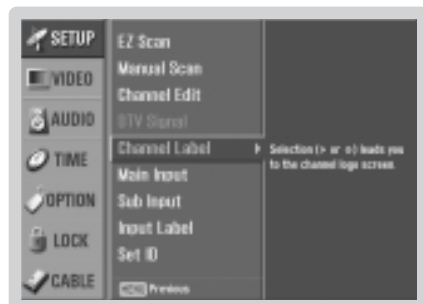 SETUP
VIDEO
AUDIO
TIME
OPTION
LOCK
CABLE
EZ Scan
Manual Scan
Channel Edit
DTV Signal
Channel Label
Main Input
Sub Input
Input Label
Set ID
MENU Previous
Selection (> or ⊙) leads you
to the channel logo screen.